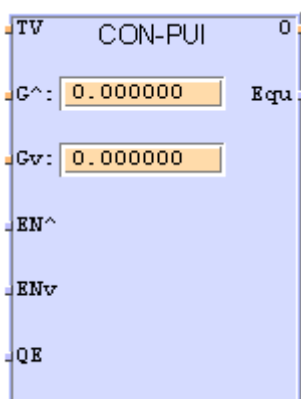 TV CON-PUI O
G^: 0.000000 Equ
Gv: 0.000000
EN^
ENv
QE